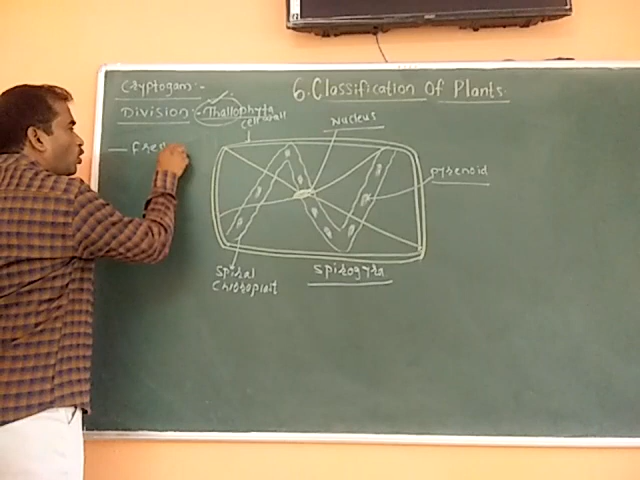 6. Classification Of Plants.
Cryptogam:-
Division:- Thallophyta
cell wall
Nucleus
Pyrenoid
Spiral
Chloroplast
Spirogyra